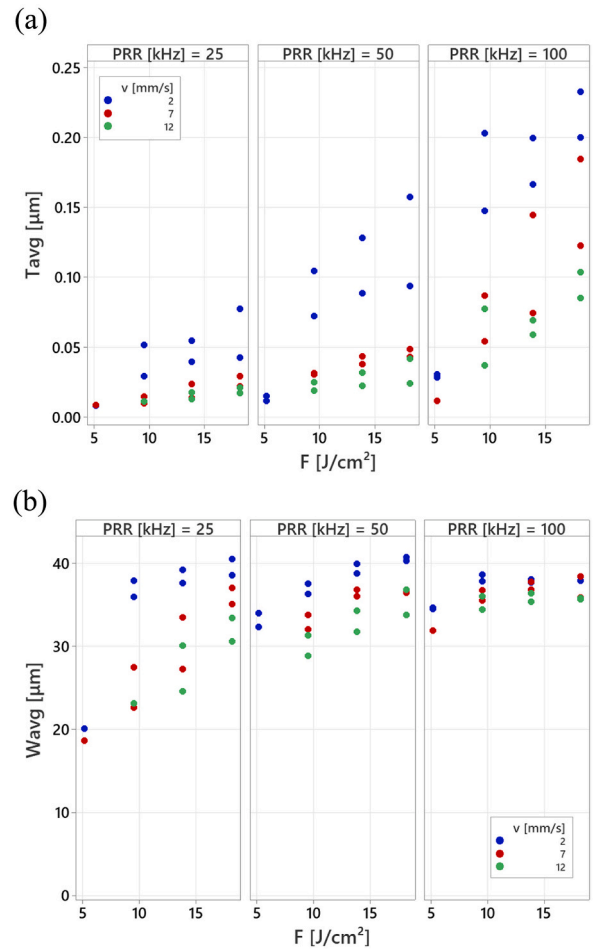 (a)
PRR [kHz] = 25 PRR [kHz] = 50 PRR [kHz] = 100
0.25
v [mm/s]
2
7
12
0.20
0.15
0.10
0.05
0.00
Tavg [µm]
5 10 15 5 10 15 5 10 15
F [J/cm²]
(b)
PRR [kHz] = 25 PRR [kHz] = 50 PRR [kHz] = 100
40
30
20
10
0
Wavg [µm]
v [mm/s]
2
7
12
5 10 15 5 10 15 5 10 15
F [J/cm²]